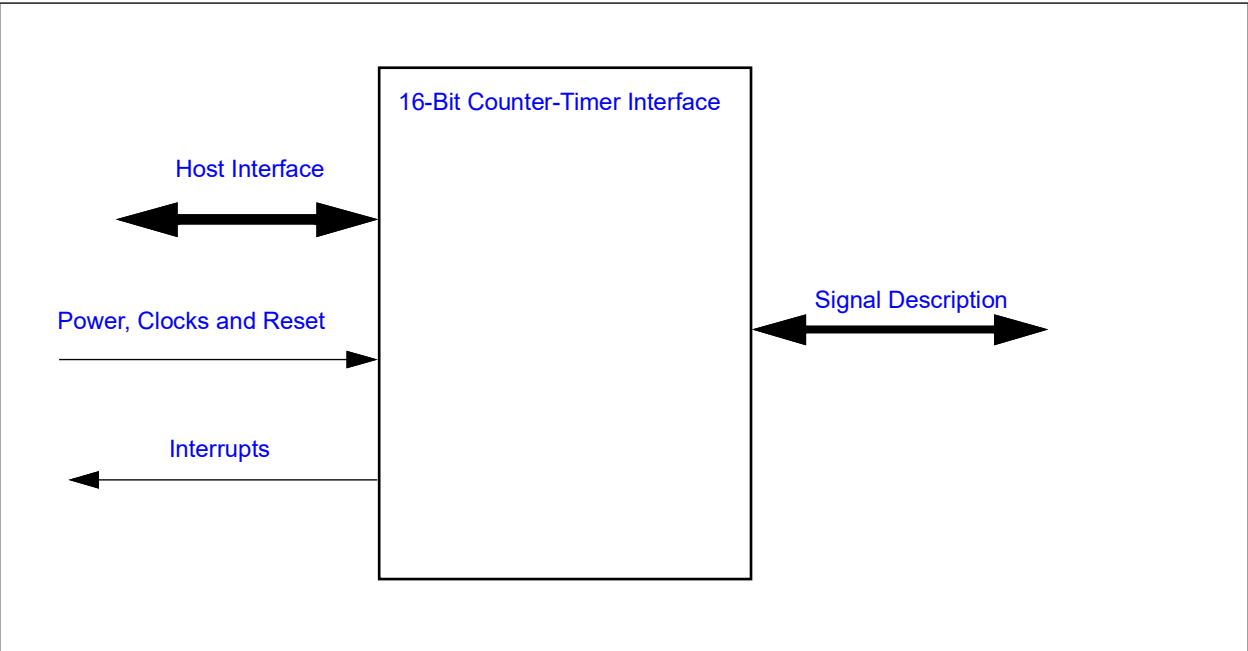 16-Bit Counter-Timer Interface
Host Interface
Signal Description
Power, Clocks and Reset
Interrupts